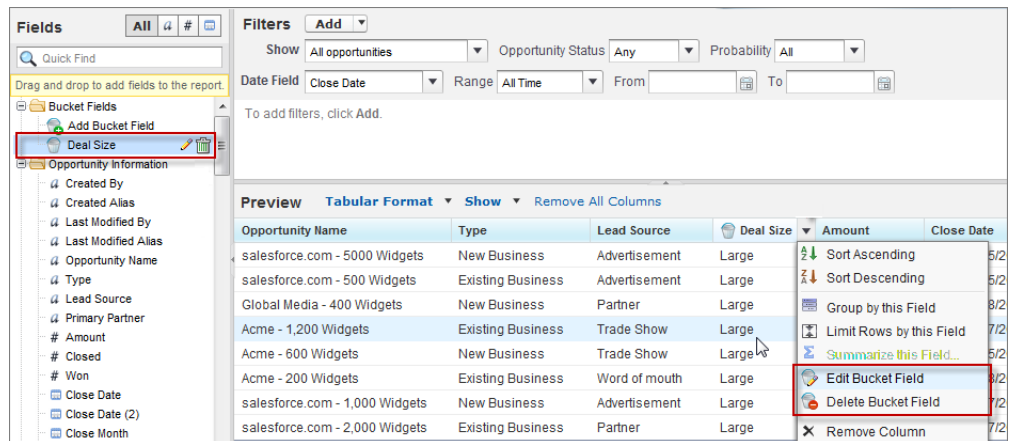 Fields
All a #
Quick Find
Drag and drop to add fields to the report.
Bucket Fields
Add Bucket Field
Deal Size
Opportunity Information
a Created By
a Created Alias
a Last Modified By
a Last Modified Alias
a Opportunity Name
a Type
a Lead Source
a Primary Partner
# Amount
# Closed
# Won
Close Date
Close Date (2)
Close Month
Filters Add
Show All opportunities Opportunity Status Any Probability All
Date Field Close Date Range All Time From To
To add filters, click Add.
Preview Tabular Format Show Remove All Columns
Opportunity Name Type Lead Source Deal Size Amount Close Date
salesforce.com - 5000 Widgets New Business Advertisement Large
salesforce.com - 500 Widgets Existing Business Advertisement Large
Global Media - 400 Widgets New Business Partner Large
Acme - 1,200 Widgets Existing Business Trade Show Large
Acme - 600 Widgets New Business Trade Show Large
Acme - 200 Widgets Existing Business Word of mouth Large
salesforce.com - 1,000 Widgets New Business Advertisement Large
salesforce.com - 2,000 Widgets Existing Business Partner Large
Sort Ascending
Sort Descending
Group by this Field
Limit Rows by this Field
Summarize this Field...
Edit Bucket Field
Delete Bucket Field
Remove Column